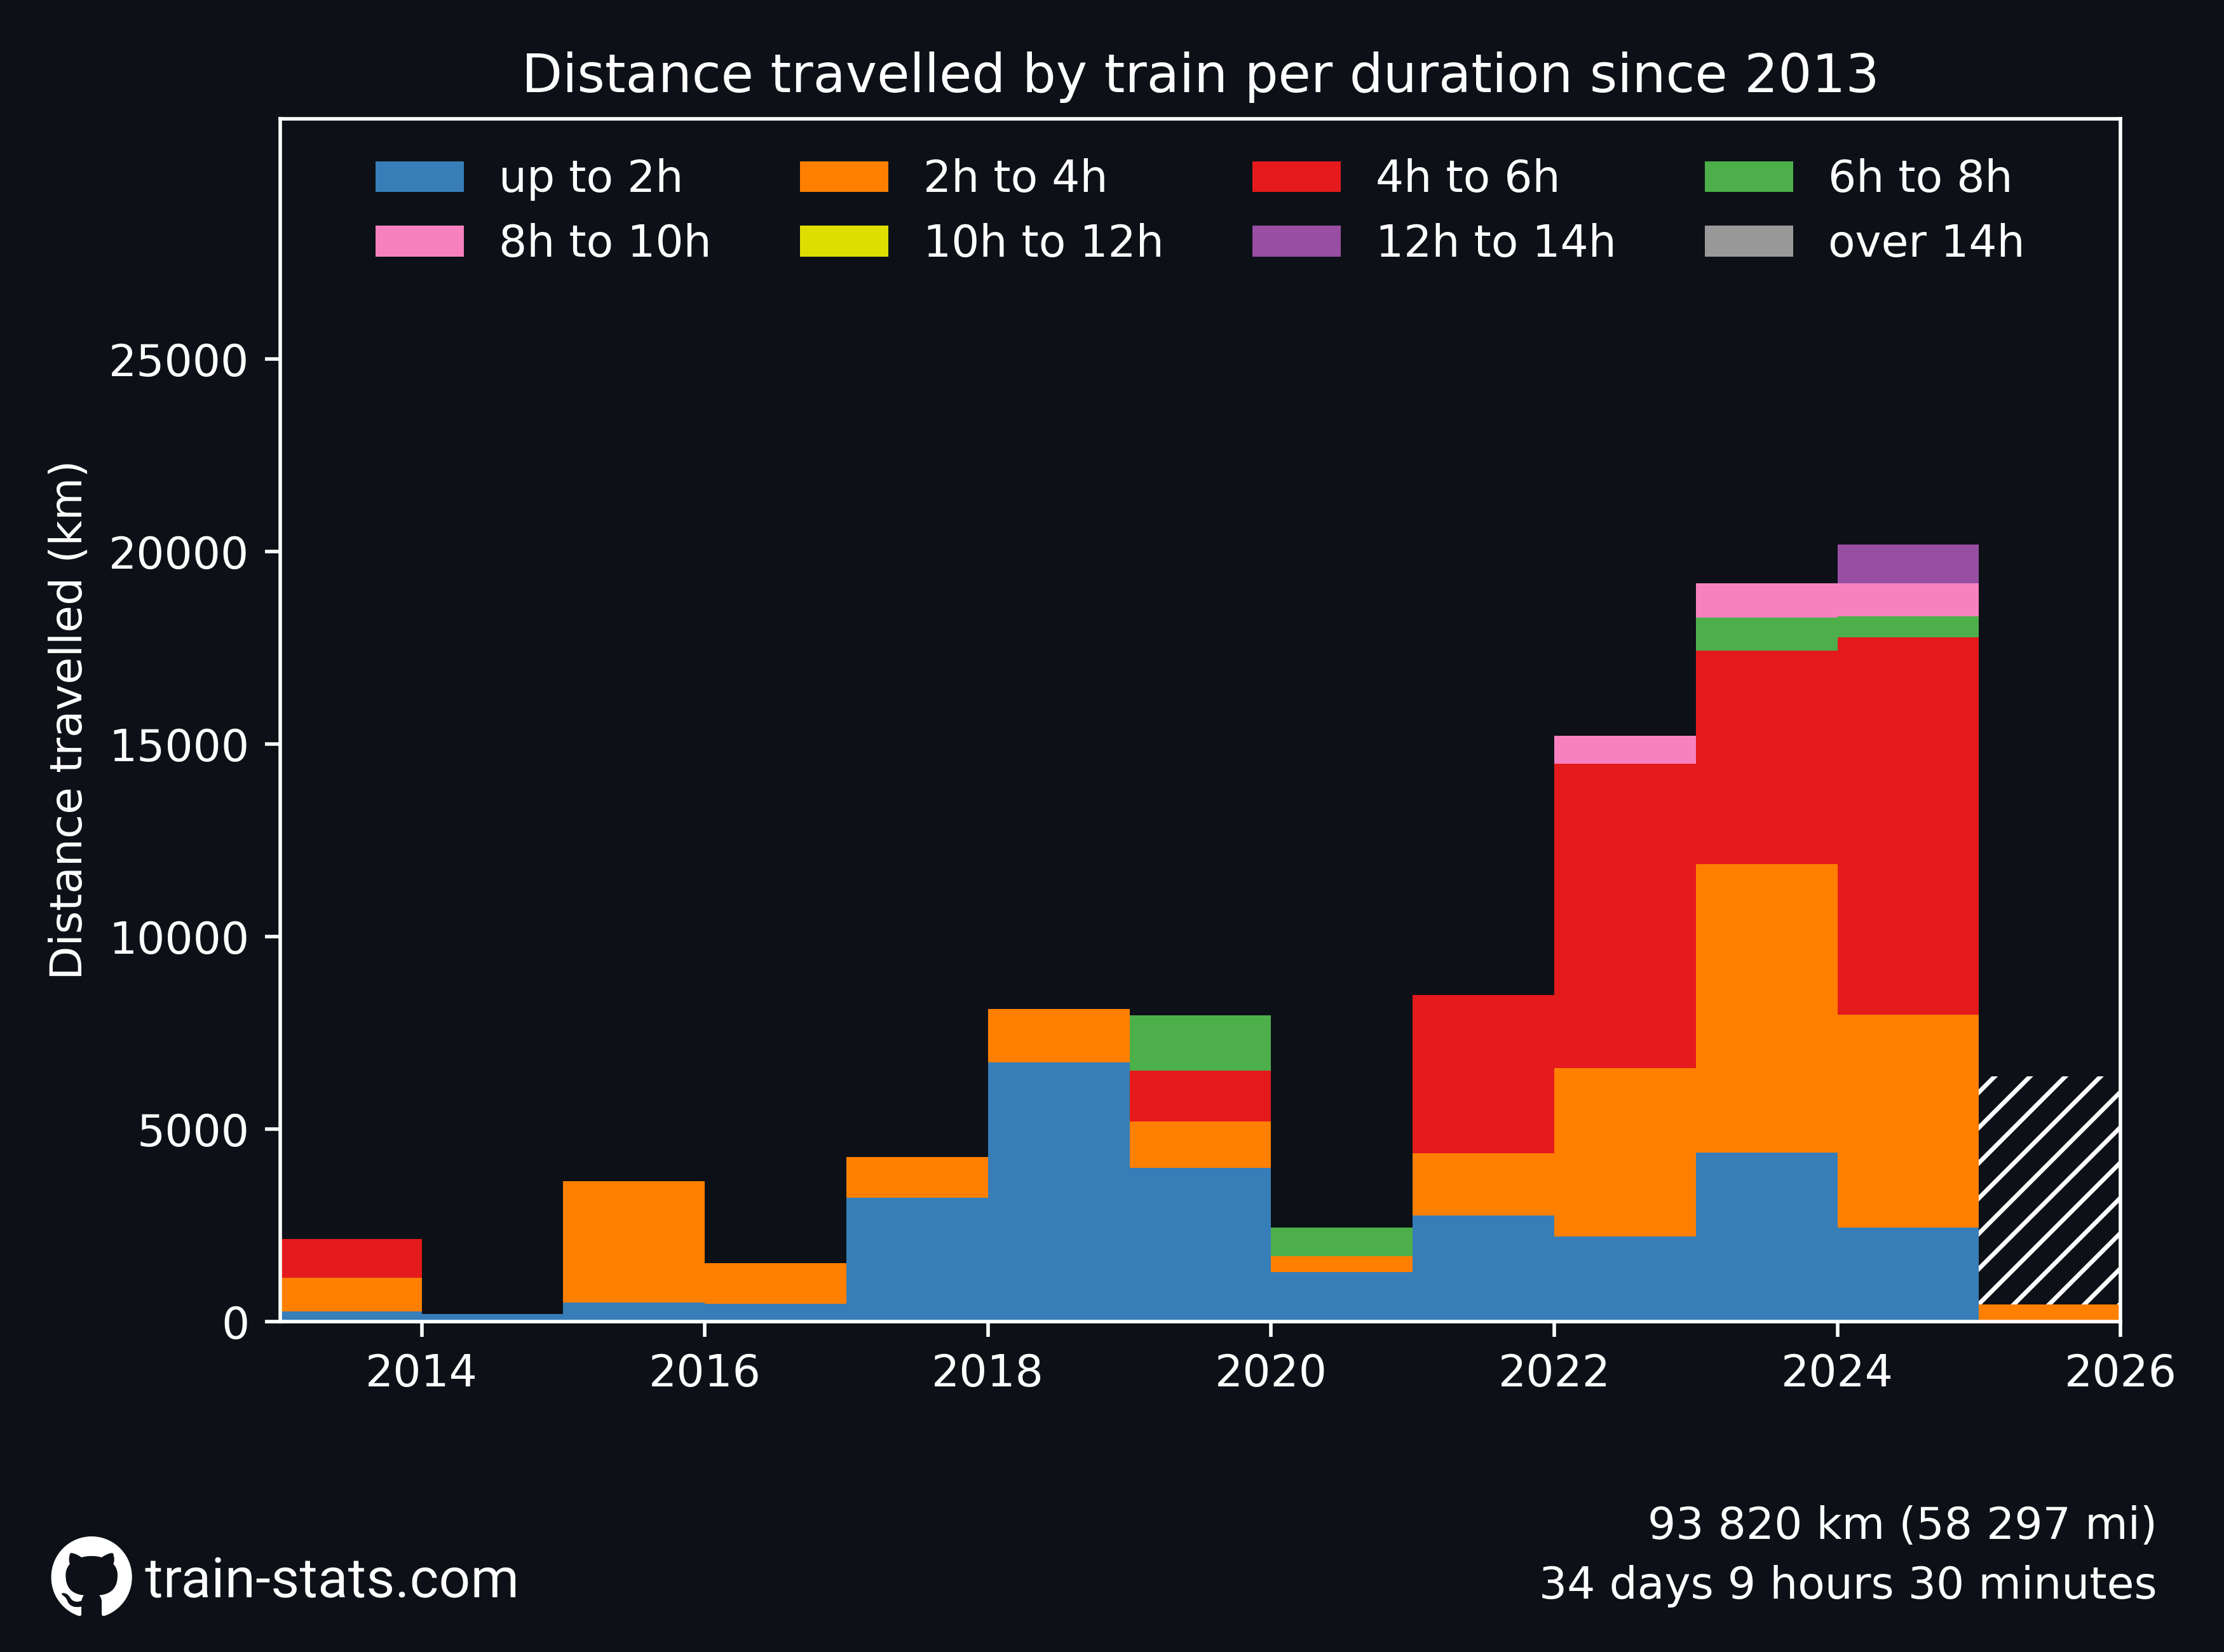 Distance travelled by train per duration since 2013
up to 2h 2h to 4h 4h to 6h 6h to 8h
8h to 10h 10h to 12h 12h to 14h over 14h
Distance travelled (km)
25000
20000
15000
10000
5000
0
2014 2016 2018 2020 2022 2024 2026
93 820 km (58 297 mi)
34 days 9 hours 30 minutes
train-stats.com